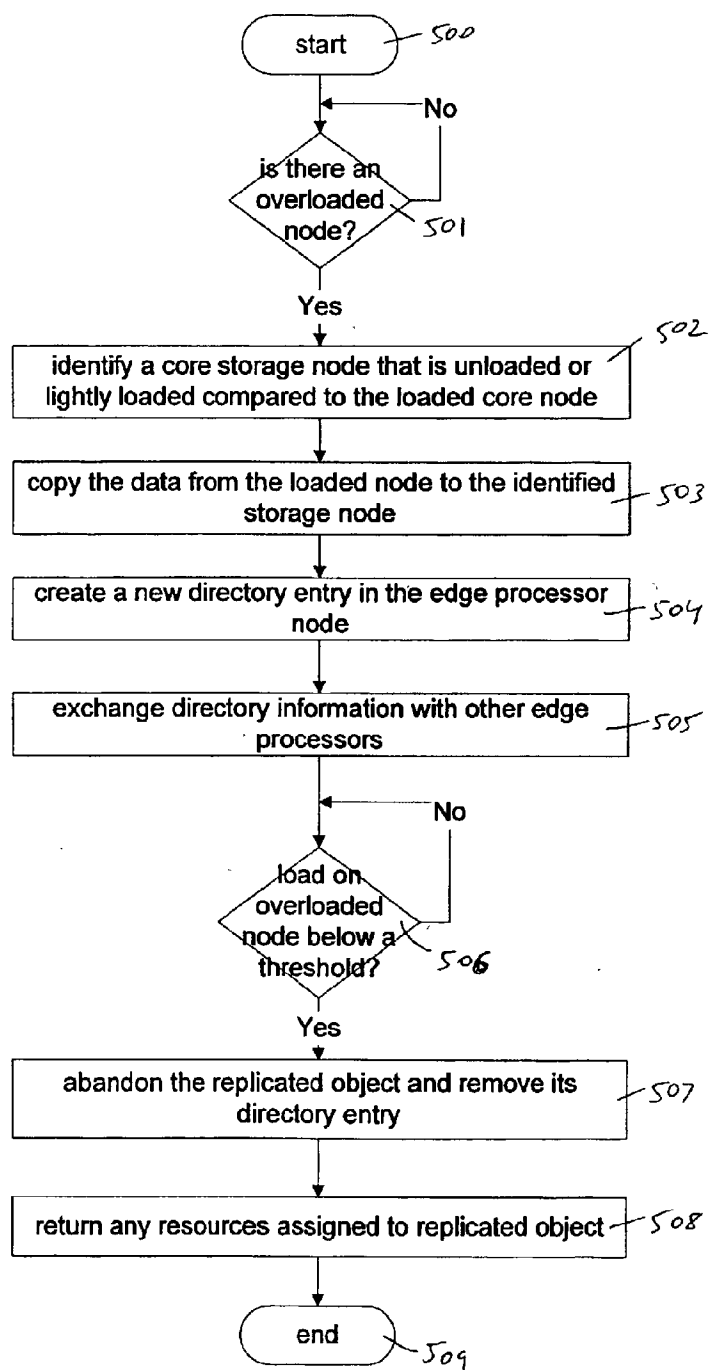 start
500
No
is there an
overloaded
node?
501
Yes
502
identify a core storage node that is unloaded or
lightly loaded compared to the loaded core node
copy the data from the loaded node to the identified
storage node
503
create a new directory entry in the edge processor
node
504
exchange directory information with other edge
processors
505
No
load on
overloaded
node below a
threshold?
506
Yes
abandon the replicated object and remove its
directory entry
507
return any resources assigned to replicated object
508
end
509